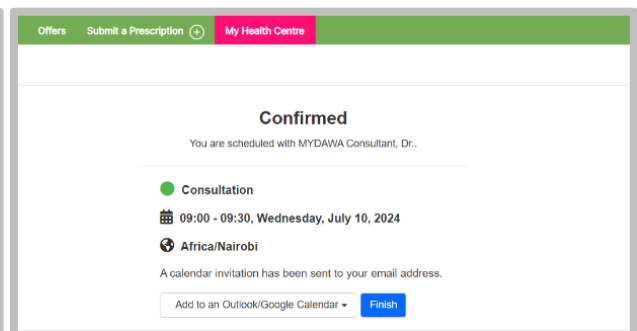 Offers Submit a Prescription My Health Centre
Confirmed
You are scheduled with MYDAWA Consultant, Dr..
Consultation
09:00 - 09:30, Wednesday, July 10, 2024
Africa/Nairobi
A calendar invitation has been sent to your email address.
Add to an Outlook/Google Calendar Finish